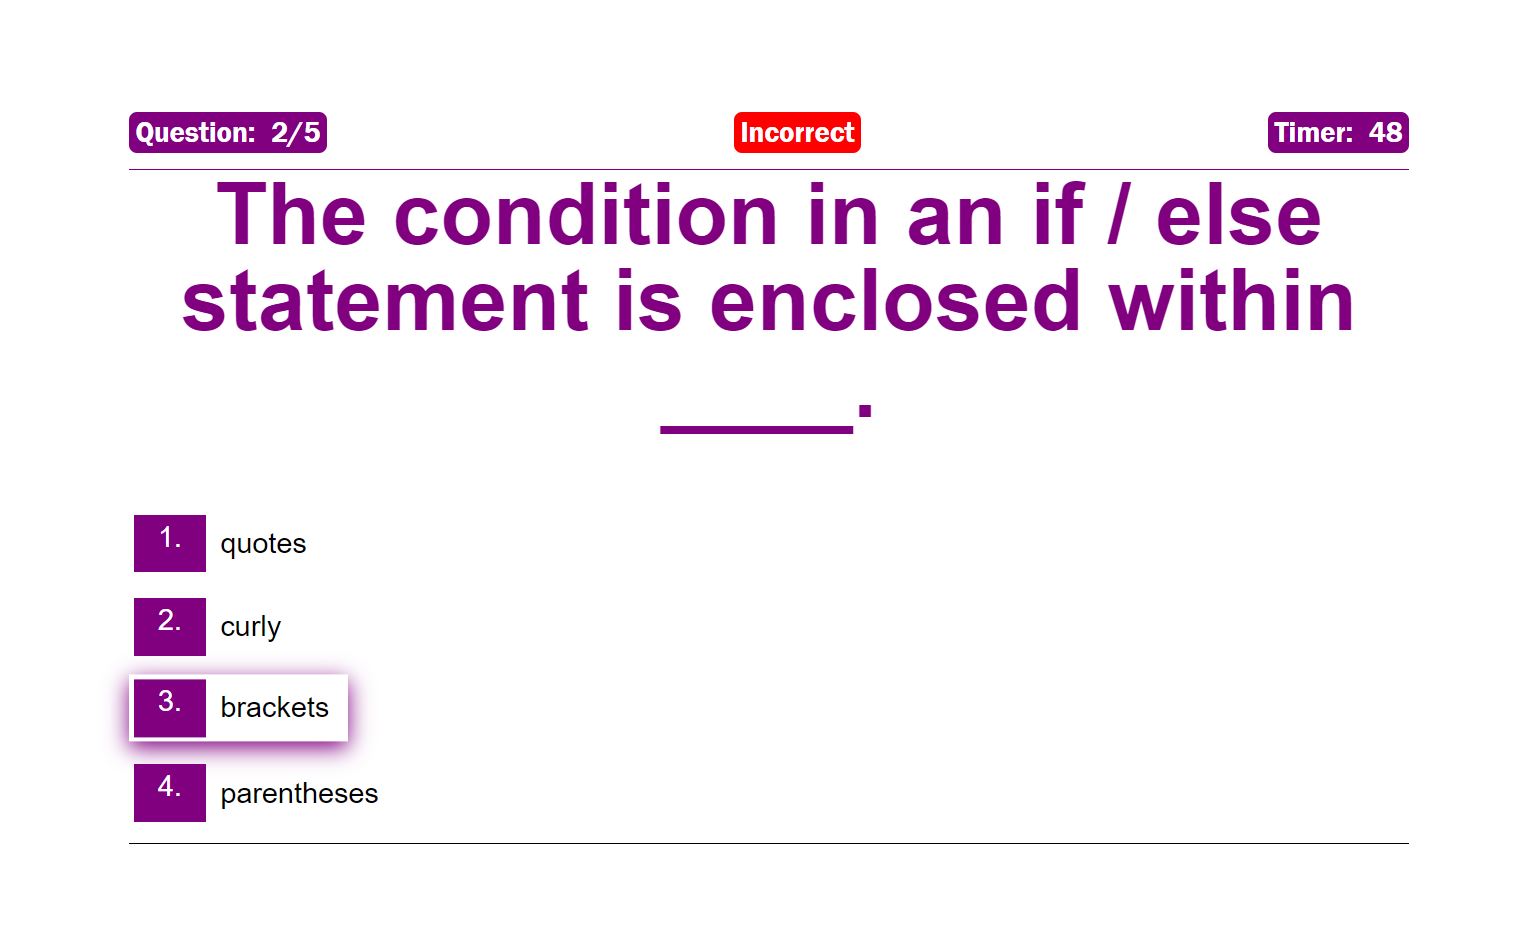 Question: 2/5
Incorrect
Timer: 48
The condition in an if / else
statement is enclosed within
____.
1. quotes
2. curly
3. brackets
4. parentheses